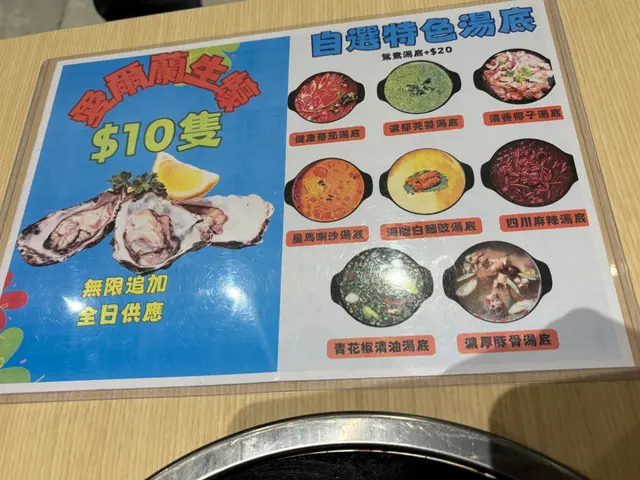 愛爾蘭生蠔
$10隻
無限追加
全日供應
自選特色湯底
鴛鴦湯底+$20
健康番茄湯底
濃郁芫荽湯底
清香椰子湯底
星馬喇沙湯底
海膽白麵豉湯底
四川麻辣湯底
青花椒清油湯底
濃厚豚骨湯底